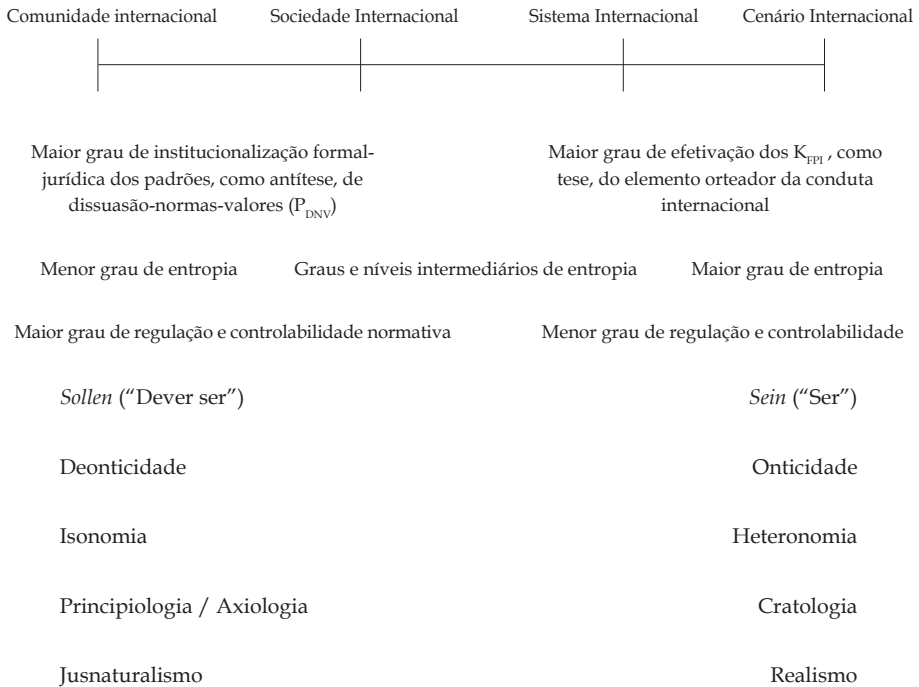 Comunidade internacional Sociedade Internacional Sistema Internacional Cenário Internacional
Maior grau de institucionalização formal-
jurídica dos padrões, como antítese, de
dissuasão-normas-valores (P_DNV)
Maior grau de efetivação dos K_FPI , como
tese, do elemento orteador da conduta
internacional
Menor grau de entropia Graus e níveis intermediários de entropia Maior grau de entropia
Maior grau de regulação e controlabilidade normativa Menor grau de regulação e controlabilidade
Sollen (“Dever ser”) Sein (“Ser”)
Deonticidade Onticidade
Isonomia Heteronomia
Principiologia / Axiologia Cratologia
Jusnaturalismo Realismo